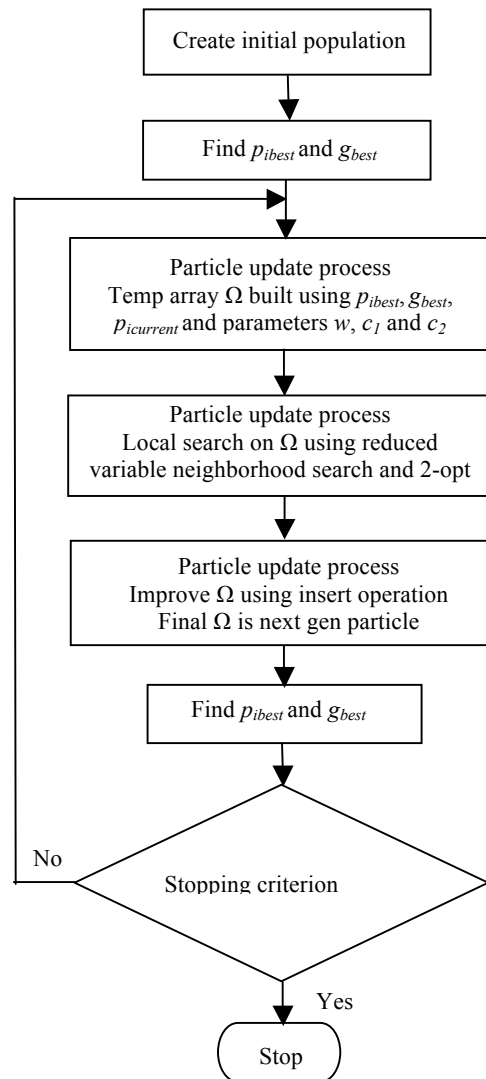 Create initial population
Find pibest and gbest
Particle update process
Temp array Ω built using pibest, gbest,
picurrent and parameters w, c1 and c2
Particle update process
Local search on Ω using reduced
variable neighborhood search and 2-opt
Particle update process
Improve Ω using insert operation
Final Ω is next gen particle
Find pibest and gbest
No
Stopping criterion
Yes
Stop